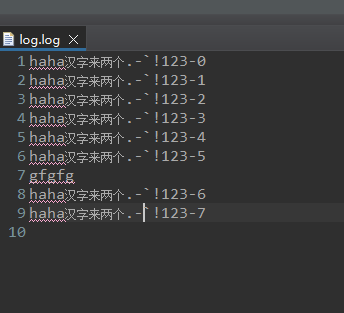 log.log
1 haha汉字来两个.-`!123-0
2 haha汉字来两个.-`!123-1
3 haha汉字来两个.-`!123-2
4 haha汉字来两个.-`!123-3
5 haha汉字来两个.-`!123-4
6 haha汉字来两个.-`!123-5
7 gfgfg
8 haha汉字来两个.-`!123-6
9 haha汉字来两个.-`!123-7
10